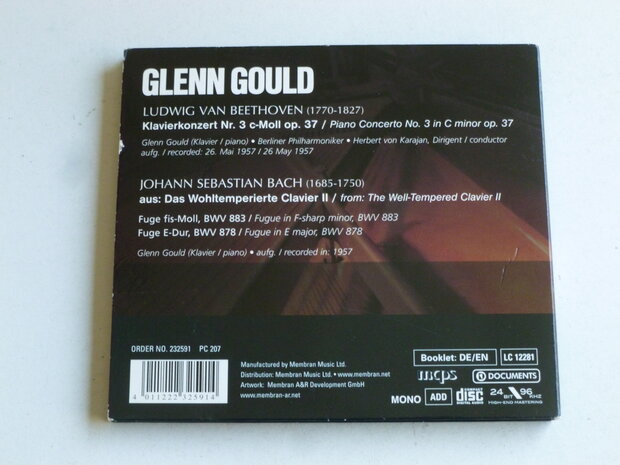 GLENN GOULD
LUDWIG VAN BEETHOVEN (1770-1827)
Klavierkonzert Nr. 3 c-Moll op. 37 / Piano Concerto No. 3 in C minor op. 37
Glenn Gould (Klavier / piano) • Berliner Philharmoniker • Herbert von Karajan, Dirigent / conductor
aufg. / recorded: 26. Mai 1957 / 26 May 1957
JOHANN SEBASTIAN BACH (1685-1750)
aus: Das Wohltemperierte Clavier II / from: The Well-Tempered Clavier II
Fuge fis-Moll, BWV 883 / Fugue in F-sharp minor, BWV 883
Fuge E-Dur, BWV 878 / Fugue in E major, BWV 878
Glenn Gould (Klavier / piano) • aufg. / recorded in: 1957
ORDER NO. 232591 PC 207
4 011222 325914
Manufactured by Membran Music Ltd.
Distribution: Membran Music Ltd. • www.membran.net
Artwork: Membran A&R Development GmbH
www.membran-ar.net
Booklet: DE/EN LC 12281
mcps DOCUMENTS
MONO ADD COMPACT disc DIGITAL AUDIO 24 BIT 96 KHZ
HIGH-END MASTERING